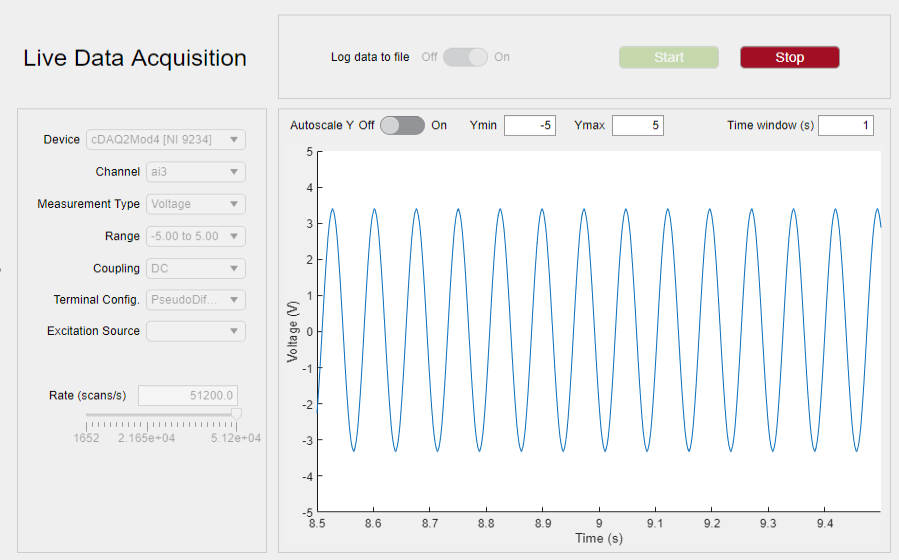 Live Data Acquisition
Log data to file Off On Start Stop
Device cDAQ2Mod4 [NI 9234]
Channel ai3
Measurement Type Voltage
Range -5.00 to 5.00
Coupling DC
Terminal Config. PseudoDif...
Excitation Source
Rate (scans/s) 51200.0
1652 2.165e+04 5.12e+04
Autoscale Y Off On Ymin -5 Ymax 5 Time window (s) 1
5
4
3
2
1
0
-1
-2
-3
-4
-5
Voltage (V)
8.5 8.6 8.7 8.8 8.9 9 9.1 9.2 9.3 9.4
Time (s)